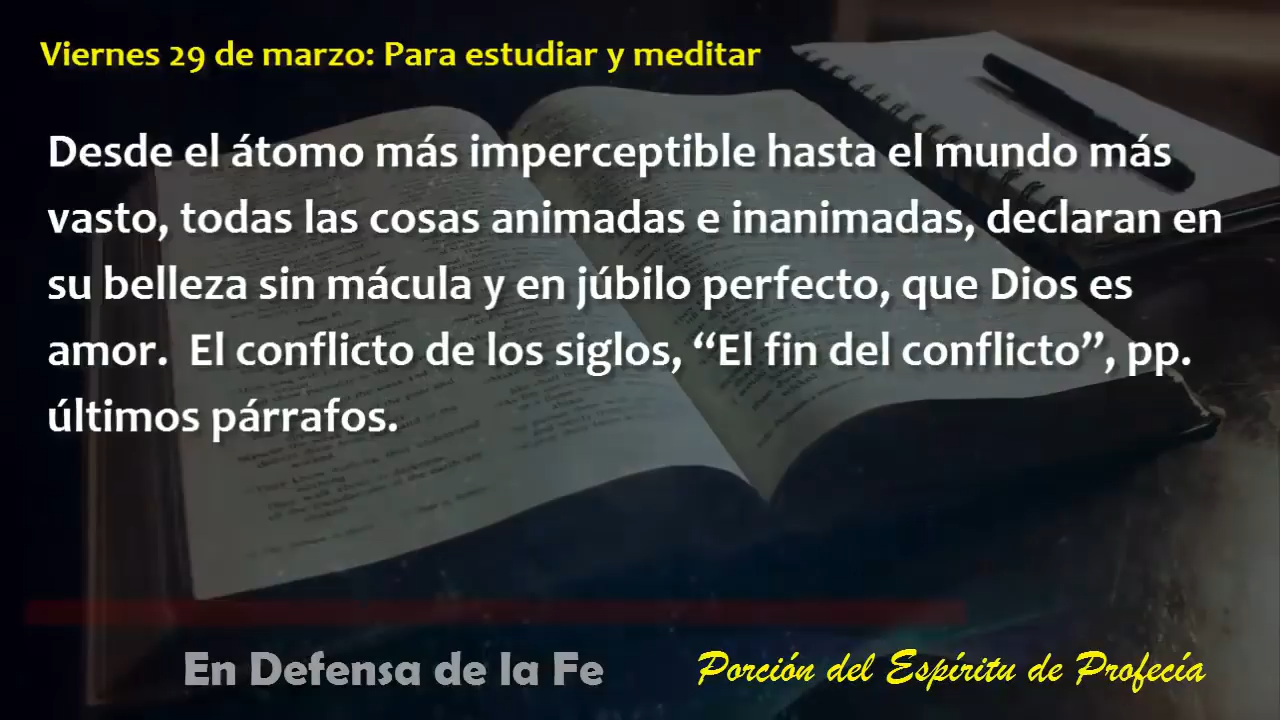 Viernes 29 de marzo: Para estudiar y meditar
Desde el átomo más imperceptible hasta el mundo más
vasto, todas las cosas animadas e inanimadas, declaran en
su belleza sin mácula y en júbilo perfecto, que Dios es
amor.  El conflicto de los siglos, “El fin del conflicto”, pp.
últimos párrafos.
En Defensa de la Fe
Porción del Espíritu de Profecía